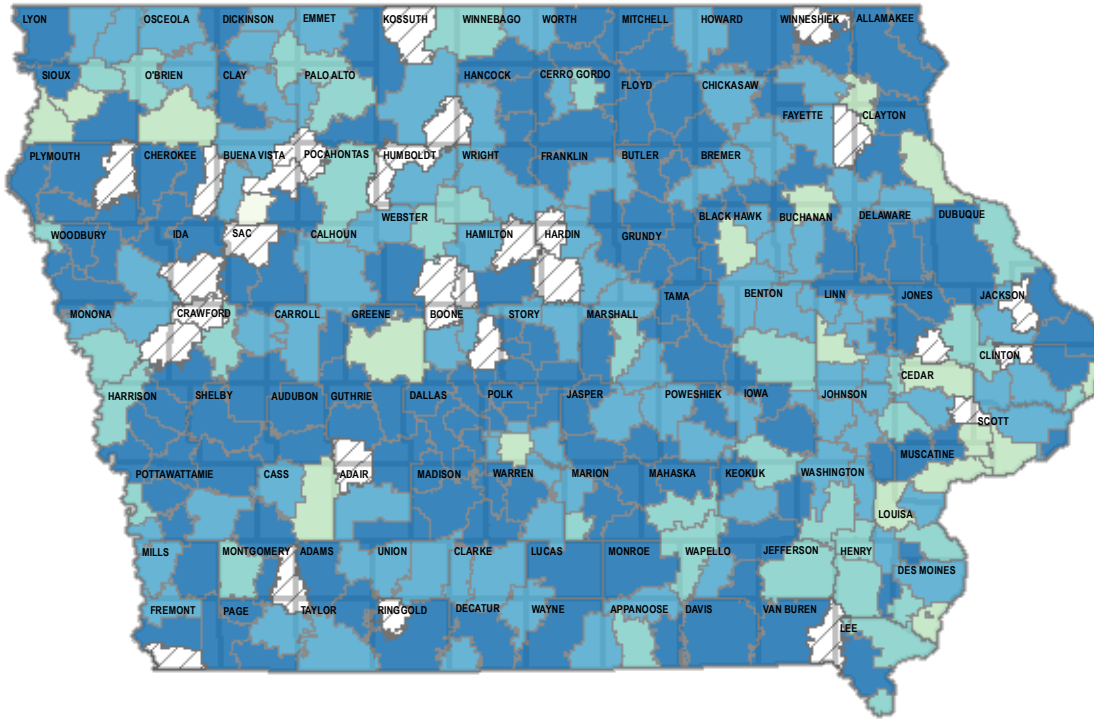 LYON OSCEOLA DICKINSON EMMET KOSSUTH WINNEBAGO WORTH MITCHELL HOWARD WINNESHIEK ALLAMAKEE
SIOUX O'BRIEN CLAY PALO ALTO HANCOCK CERRO GORDO FLOYD CHICKASAW
FAYETTE CLAYTON
PLYMOUTH CHEROKEE BUENA VISTA POCAHONTAS HUMBOLDT WRIGHT FRANKLIN BUTLER BREMER
WEBSTER BLACK HAWK BUCHANAN DELAWARE DUBUQUE
WOODBURY IDA SAC CALHOUN HAMILTON HARDIN GRUNDY
TAMA BENTON LINN JONES JACKSON
MONONA CRAWFORD CARROLL GREENE BOONE STORY MARSHALL
CLINTON
CEDAR
HARRISON SHELBY AUDUBON GUTHRIE DALLAS POLK JASPER POWESHIEK IOWA JOHNSON
SCOTT
MUSCATINE
POTTAWATTAMIE CASS ADAIR MADISON WARREN MARION MAHASKA KEOKUK WASHINGTON
LOUISA
MILLS MONTGOMERY ADAMS UNION CLARKE LUCAS MONROE WAPELLO JEFFERSON HENRY
DES MOINES
FREMONT PAGE TAYLOR RINGGOLD DECATUR WAYNE APPANOOSE DAVIS VAN BUREN
LEE